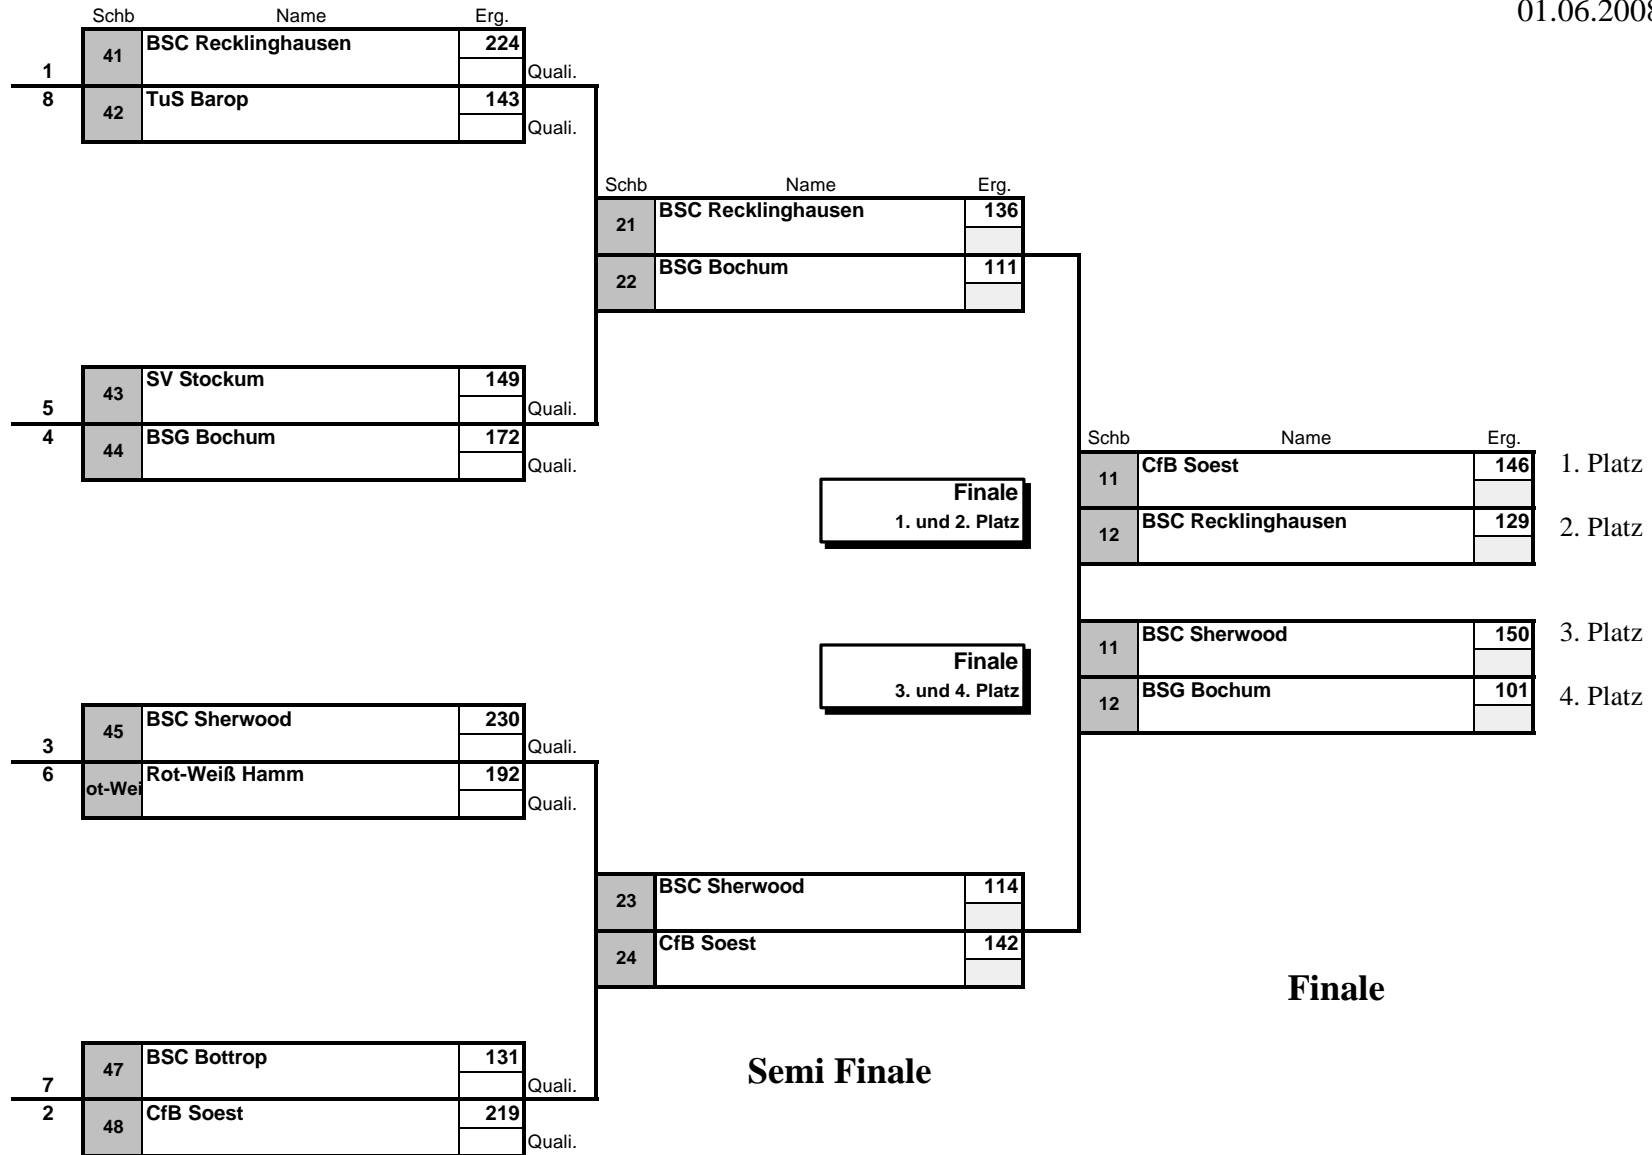 01.06.2008
Schb Name Erg.
41 BSC Recklinghausen 224
1 Quali.
8 42 TuS Barop 143
Quali.
Schb Name Erg.
21 BSC Recklinghausen 136
22 BSG Bochum 111
43 SV Stockum 149
5 Quali.
4 44 BSG Bochum 172
Quali.
Schb Name Erg.
11 CfB Soest 146 1. Platz
Finale
1. und 2. Platz
12 BSC Recklinghausen 129 2. Platz
11 BSC Sherwood 150 3. Platz
Finale
3. und 4. Platz
12 BSG Bochum 101 4. Platz
45 BSC Sherwood 230
3 Quali.
6 ot-Wei Rot-Weiß Hamm 192
Quali.
23 BSC Sherwood 114
24 CfB Soest 142
Finale
47 BSC Bottrop 131
Semi Finale
7 Quali.
2 48 CfB Soest 219
Quali.